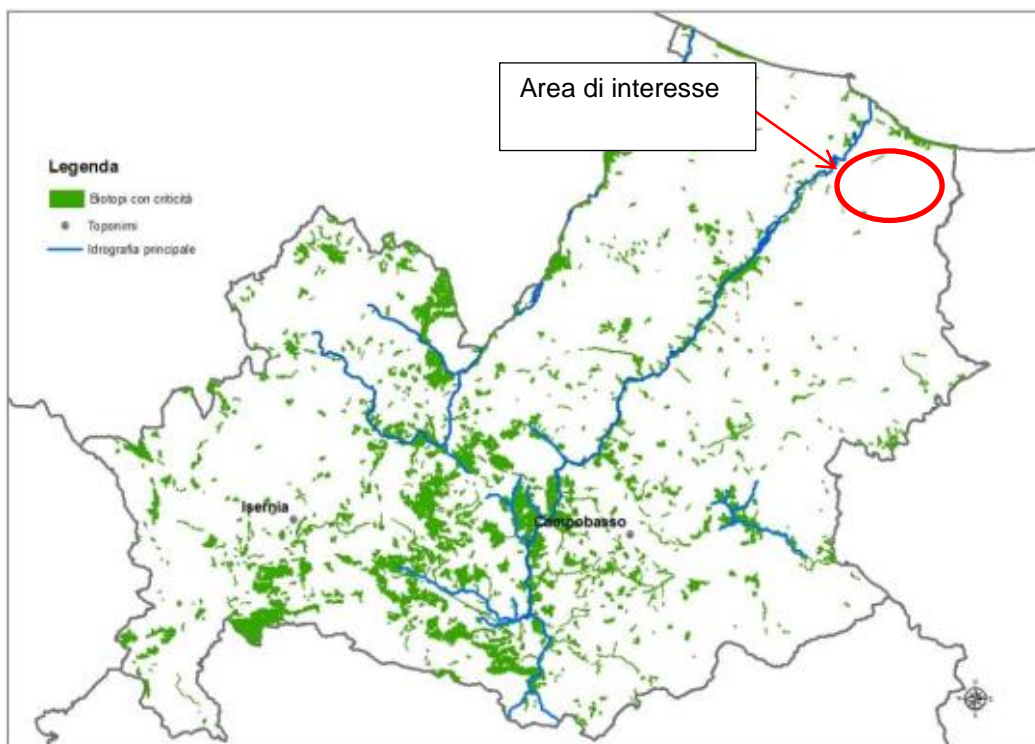 Area di interesse
Legenda
Biotopi con criticità
Toponimi
Idrografia principale
Isernia
Campobasso